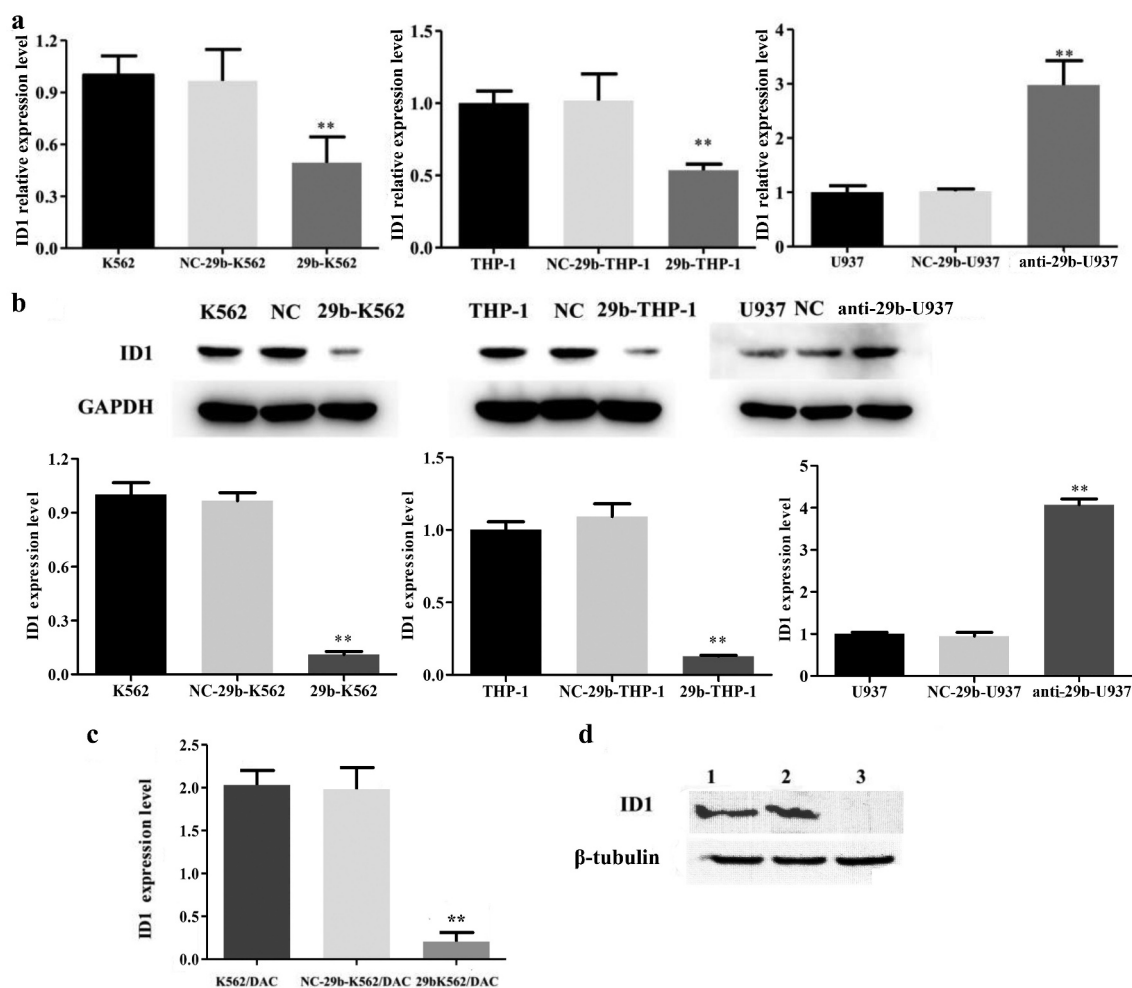 a
ID1 relative expression level
1.2
0.9
0.6
0.3
0.0
**
K562 NC-29b-K562 29b-K562
ID1 relative expression level
1.5
1.0
0.5
0.0
**
THP-1 NC-29b-THP-1 29b-THP-1
ID1 relative expression level
4
3
2
1
0
**
U937 NC-29b-U937 anti-29b-U937
b
K562 NC 29b-K562
THP-1 NC 29b-THP-1
U937 NC anti-29b-U937
ID1
GAPDH
ID1 expression level
1.2
0.9
0.6
0.3
0.0
**
K562 NC-29b-K562 29b-K562
ID1 expression level
1.5
1.0
0.5
0.0
**
THP-1 NC-29b-THP-1 29b-THP-1
ID1 expression level
5
4
2
1
0
**
U937 NC-29b-U937 anti-29b-U937
c
ID1 expression level
2.5
2.0
1.5
1.0
0.5
0.0
**
K562/DAC NC-29b-K562/DAC 29bK562/DAC
d
1 2 3
ID1
β-tubulin